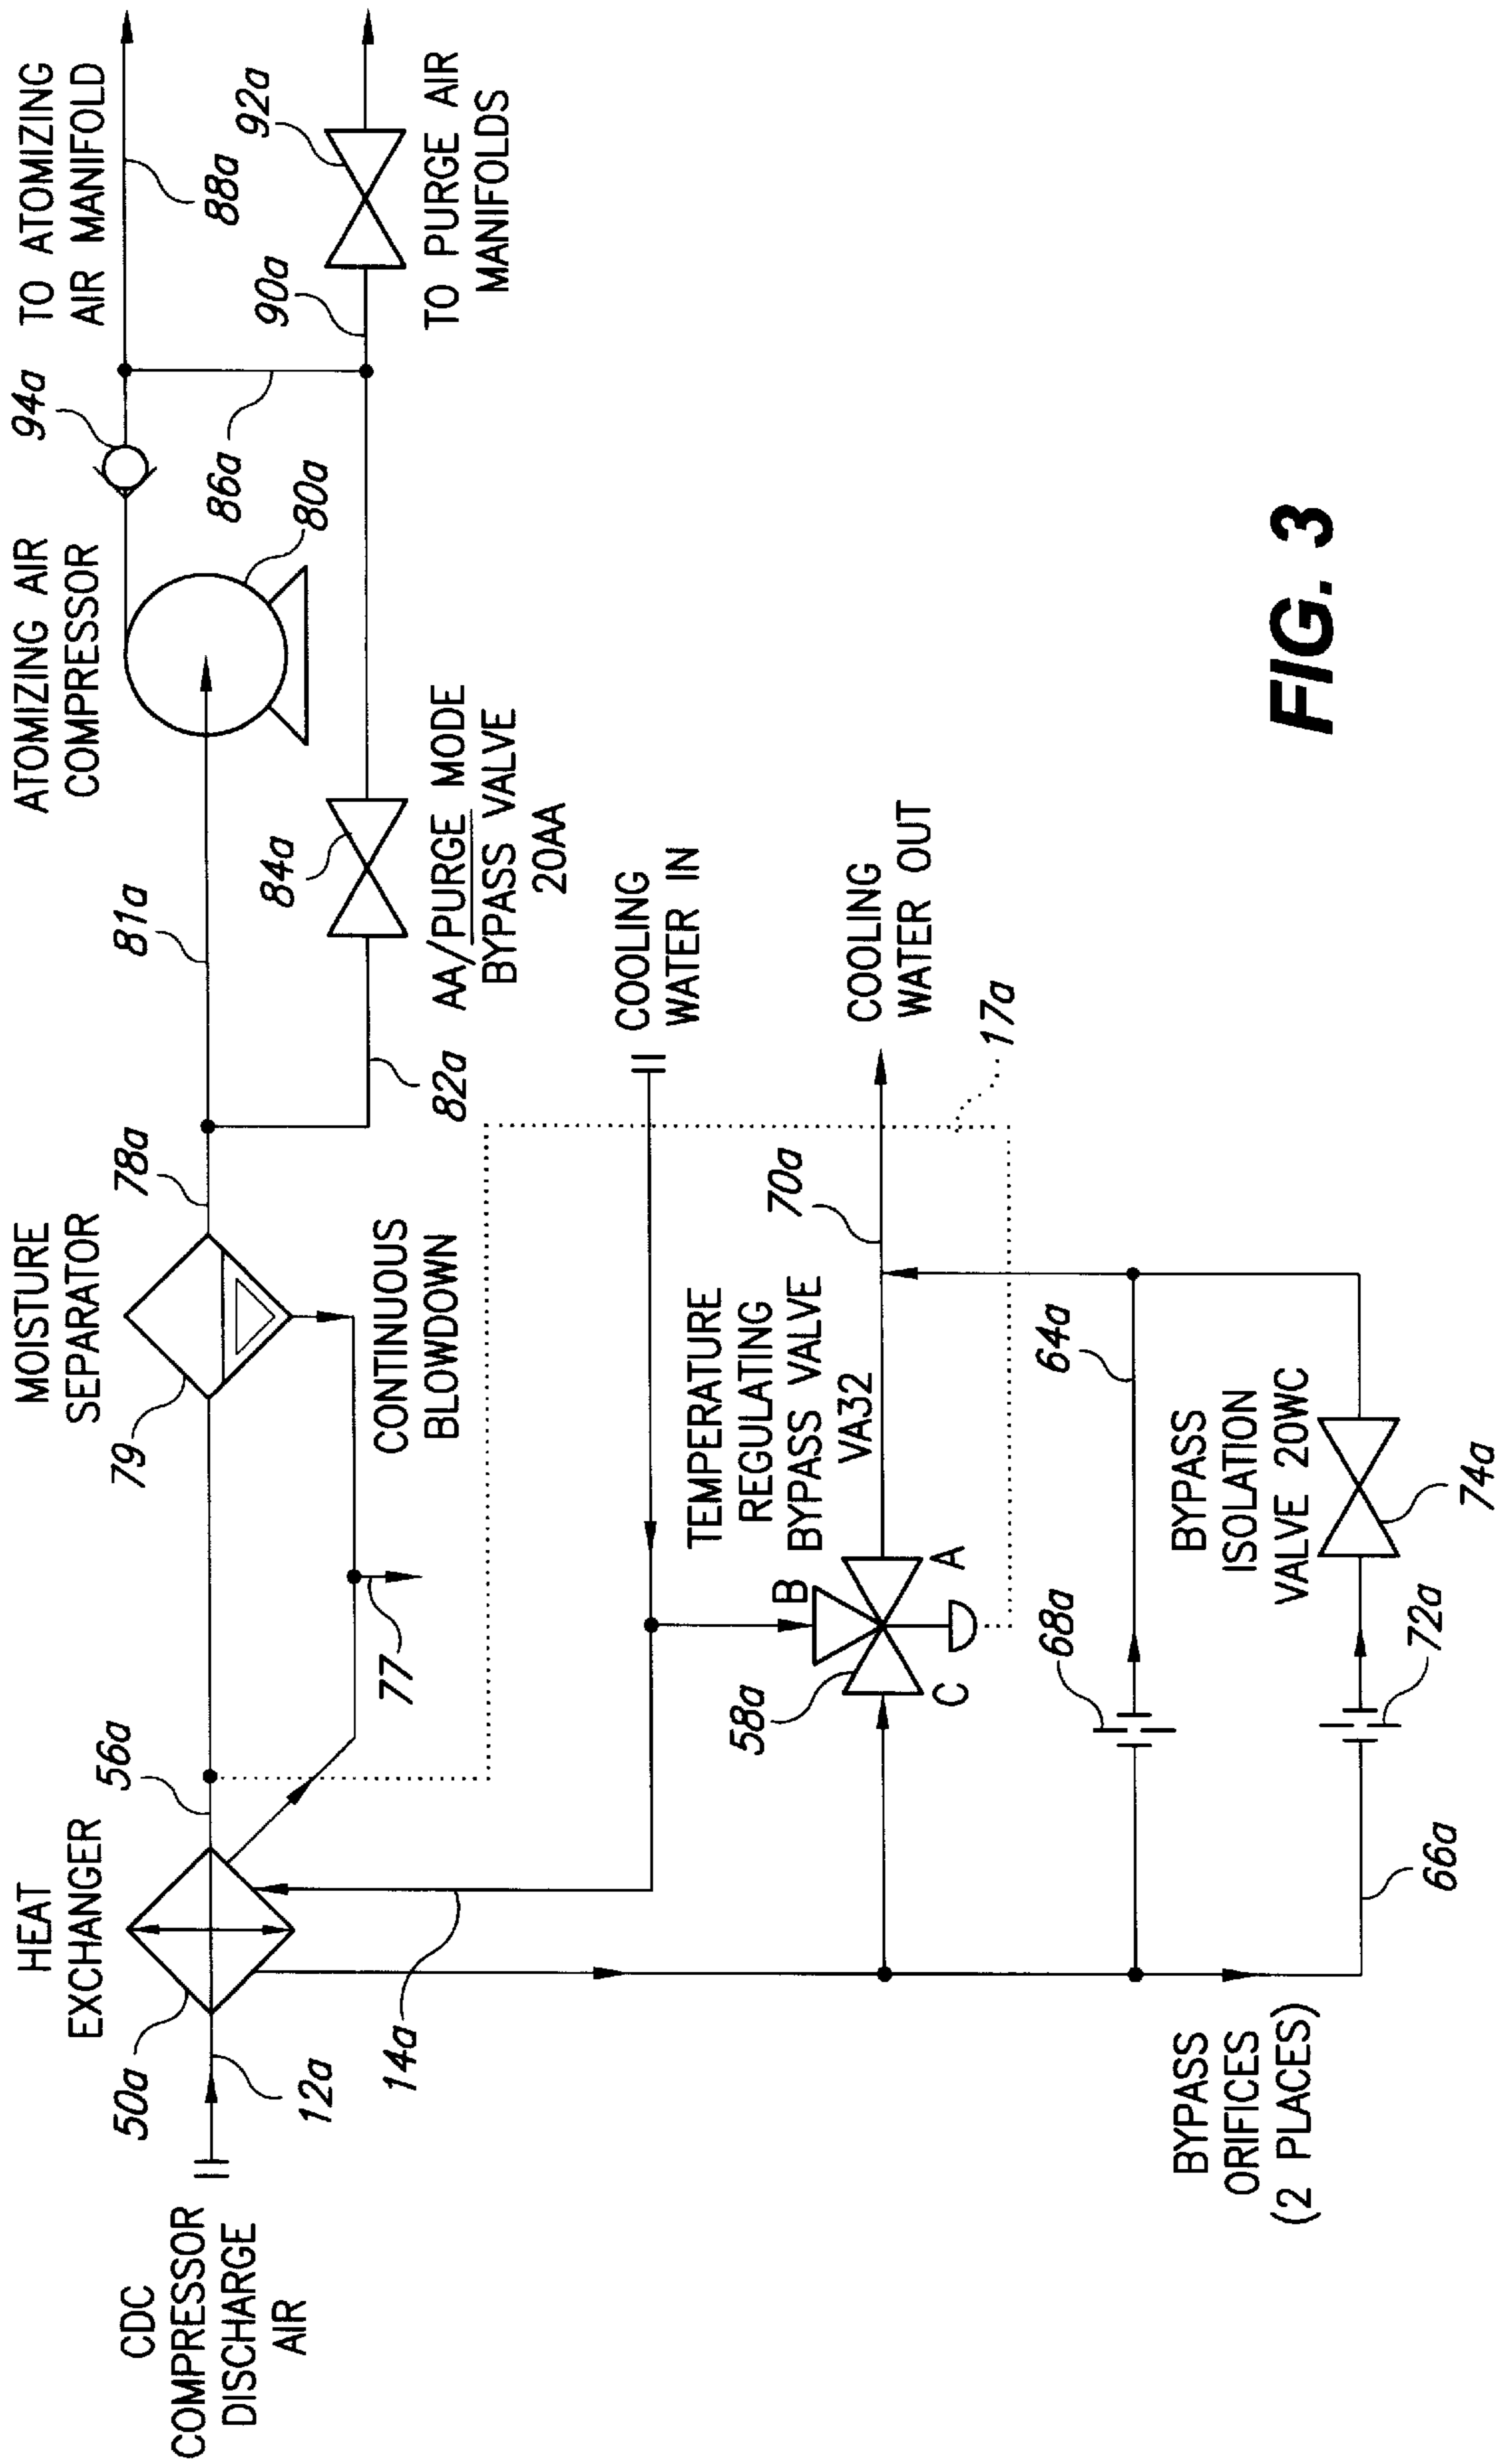 CDC
COMPRESSOR
DISCHARGE
AIR
12a
50a
HEAT
EXCHANGER
56a
14a
77
CONTINUOUS
BLOWDOWN
79
MOISTURE
SEPARATOR
78a
81a
82a
84a
AA/PURGE MODE
BYPASS VALVE
20AA
ATOMIZING AIR
COMPRESSOR
80a
94a
86a
TO ATOMIZING
AIR MANIFOLD
88a
90a
92a
TO PURGE AIR
MANIFOLDS
COOLING
WATER IN
TEMPERATURE
REGULATING
BYPASS VALVE
VA32
B
A
C
58a
70a
COOLING
WATER OUT
17a
64a
68a
BYPASS
ISOLATION
VALVE 20WC
74a
72a
66a
BYPASS
ORIFICES
(2 PLACES)
FIG. 3